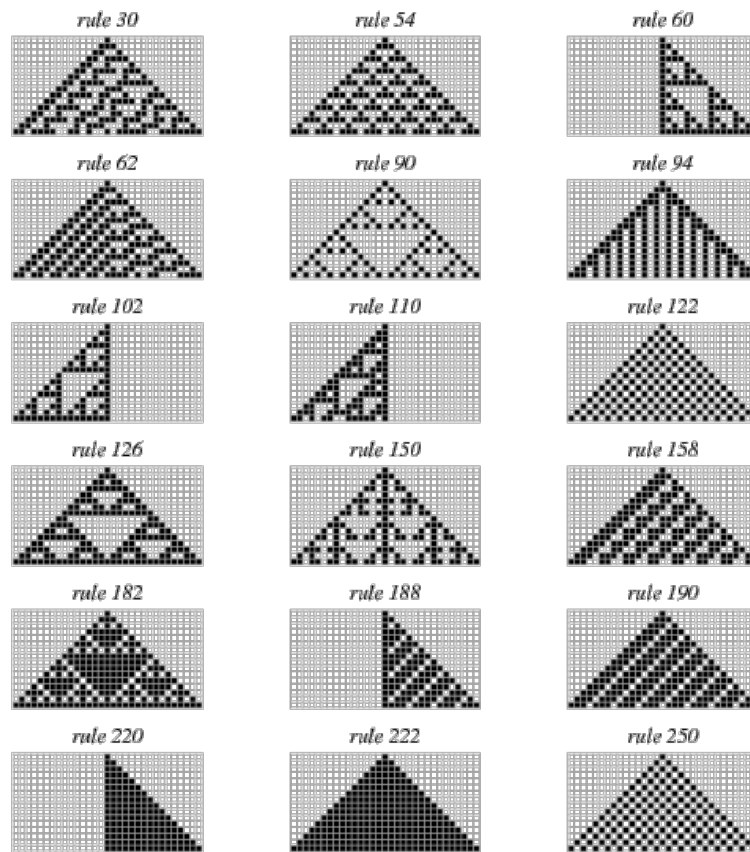 rule 30 rule 54 rule 60
rule 62 rule 90 rule 94
rule 102 rule 110 rule 122
rule 126 rule 150 rule 158
rule 182 rule 188 rule 190
rule 220 rule 222 rule 250